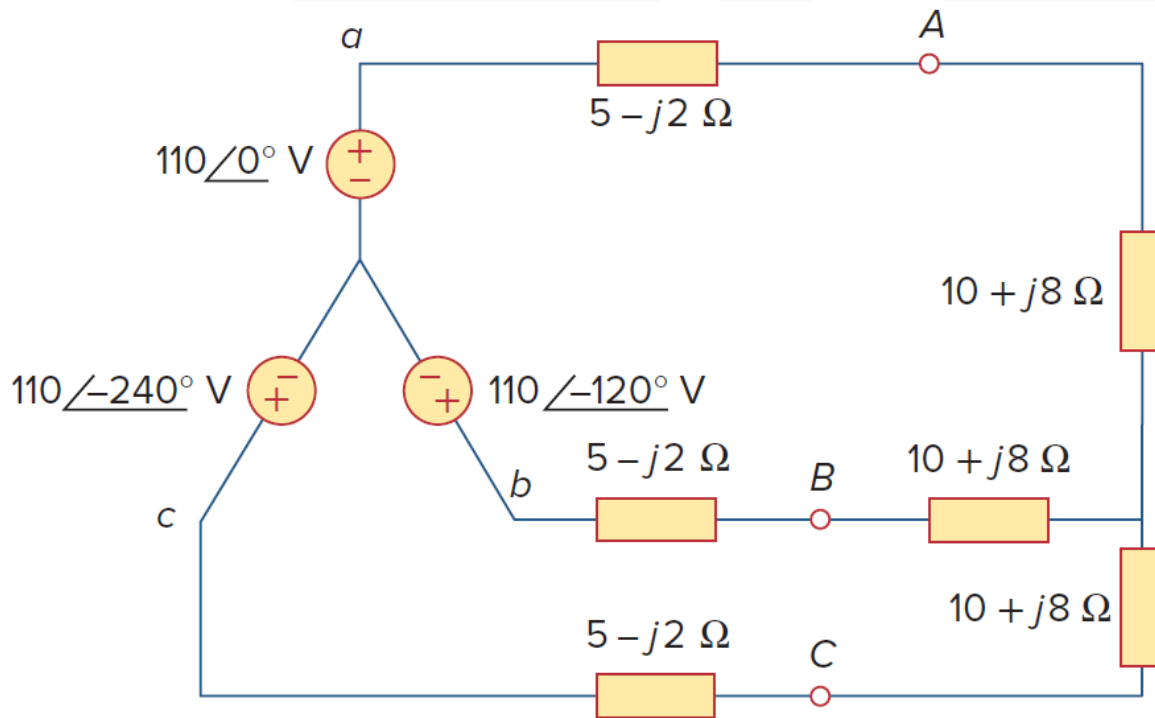 a
A
5 – j2 Ω
110∠0° V
+
–
10 + j8 Ω
110∠–240° V
–
+
–
+
110∠–120° V
5 – j2 Ω
10 + j8 Ω
b
B
c
10 + j8 Ω
5 – j2 Ω
C